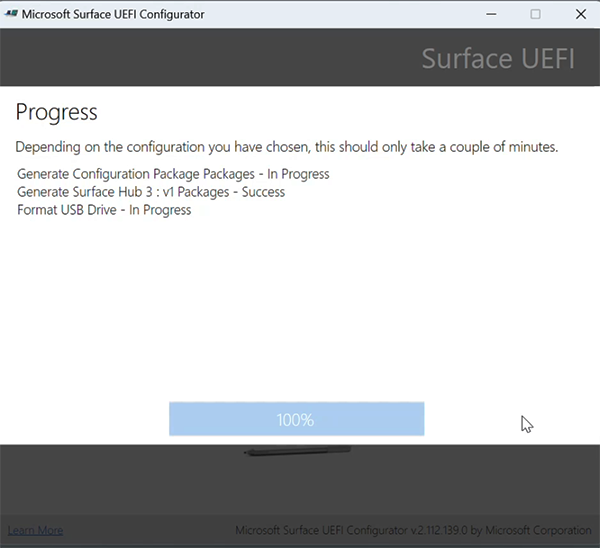 Microsoft Surface UEFI Configurator
Surface UEFI
Progress
Depending on the configuration you have chosen, this should only take a couple of minutes.
Generate Configuration Package Packages - In Progress
Generate Surface Hub 3 : v1 Packages - Success
Format USB Drive - In Progress
100%
Learn More
Microsoft Surface UEFI Configurator v.2.112.139.0 by Microsoft Corporation